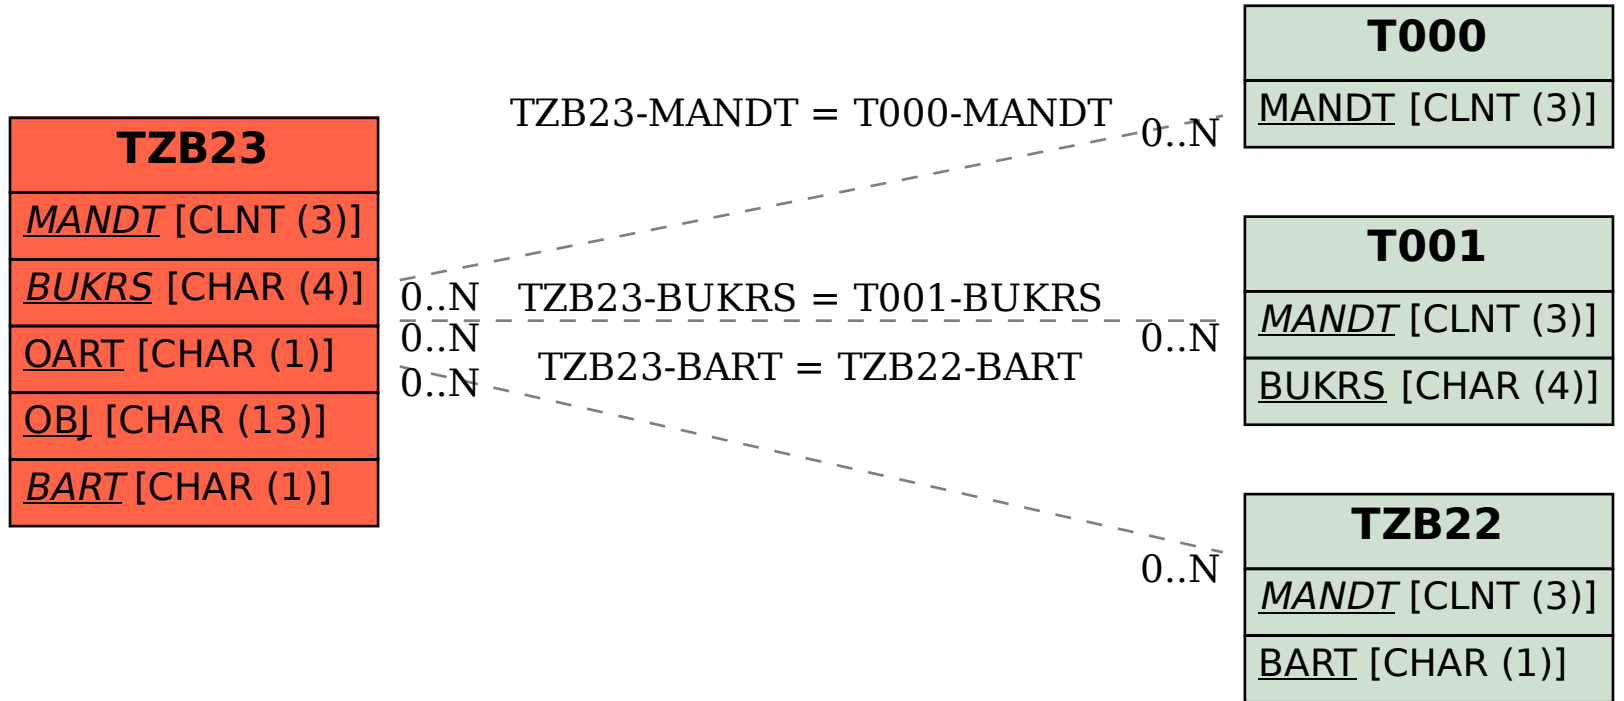 TZB23
MANDT [CLNT (3)]
BUKRS [CHAR (4)]
OART [CHAR (1)]
OBJ [CHAR (13)]
BART [CHAR (1)]
TZB23-MANDT = T000-MANDT
0..N
0..N
TZB23-BUKRS = T001-BUKRS
0..N
0..N
TZB23-BART = TZB22-BART
0..N
0..N
T000
MANDT [CLNT (3)]
T001
MANDT [CLNT (3)]
BUKRS [CHAR (4)]
TZB22
MANDT [CLNT (3)]
BART [CHAR (1)]